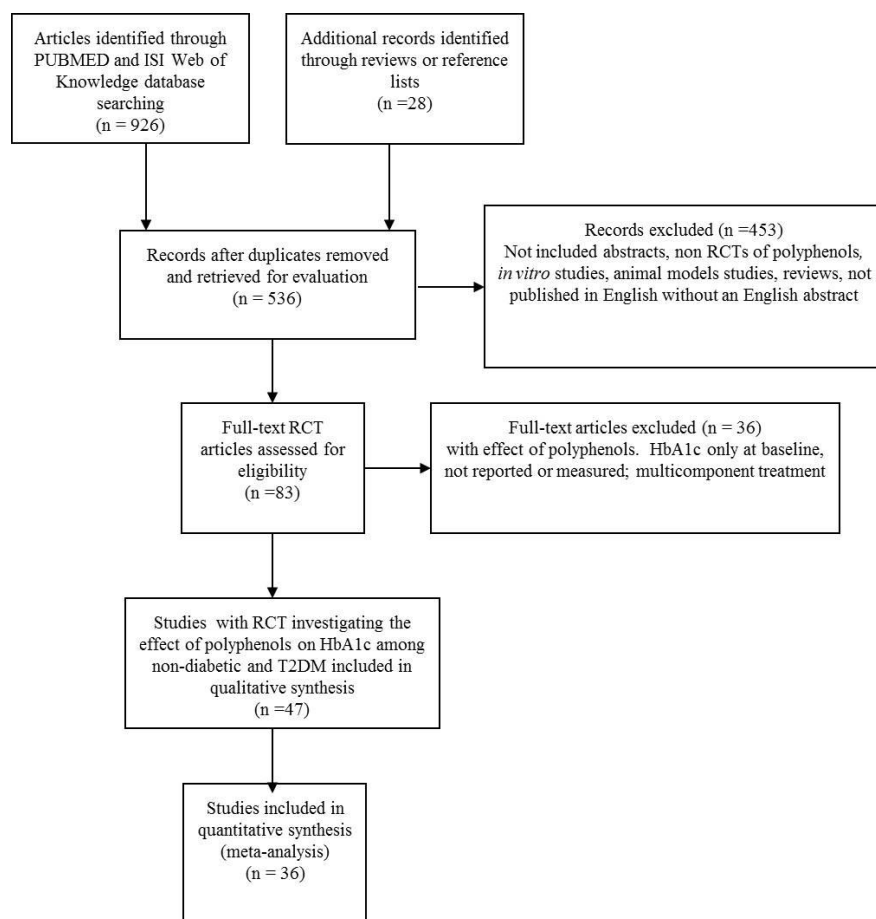 Articles identified through
PUBMED and ISI Web of
Knowledge database
searching
(n = 926)
Additional records identified
through reviews or reference
lists
(n =28)
Records after duplicates removed
and retrieved for evaluation
(n = 536)
Records excluded (n =453)
Not included abstracts, non RCTs of polyphenols,
in vitro studies, animal models studies, reviews, not
published in English without an English abstract
Full-text RCT
articles assessed for
eligibility
(n =83)
Full-text articles excluded (n = 36)
with effect of polyphenols. HbA1c only at baseline,
not reported or measured; multicomponent treatment
Studies with RCT investigating the
effect of polyphenols on HbA1c among
non-diabetic and T2DM included in
qualitative synthesis
(n =47)
Studies included in
quantitative synthesis
(meta-analysis)
(n = 36)